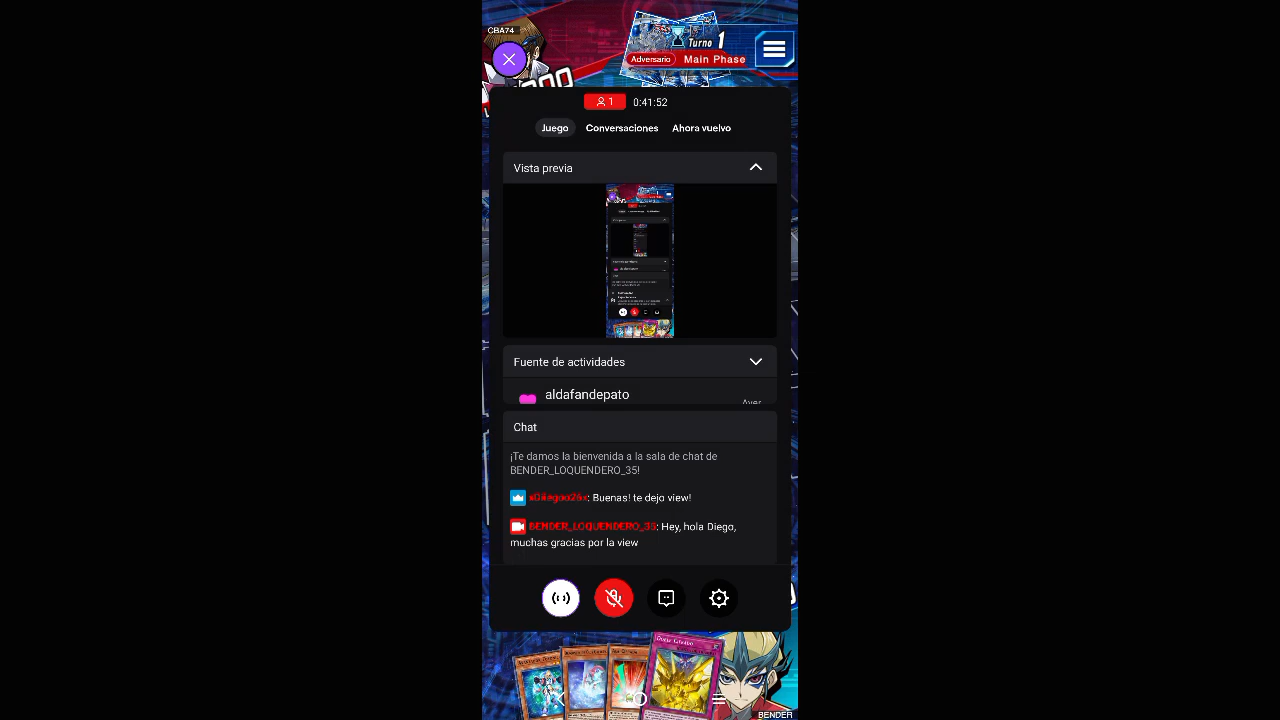 CBA74
Turno 1
Adversario Main Phase
1 0:41:52
Juego Conversaciones Ahora vuelvo
Vista previa
Fuente de actividades
aldafandepato
Ayer
Chat
¡Te damos la bienvenida a la sala de chat de
BENDER_LOQUENDERO_35!
: Buenas! te dejo view!
BENDER_LOQUENDERO_35: Hey, hola Diego,
muchas gracias por la view
BENDER